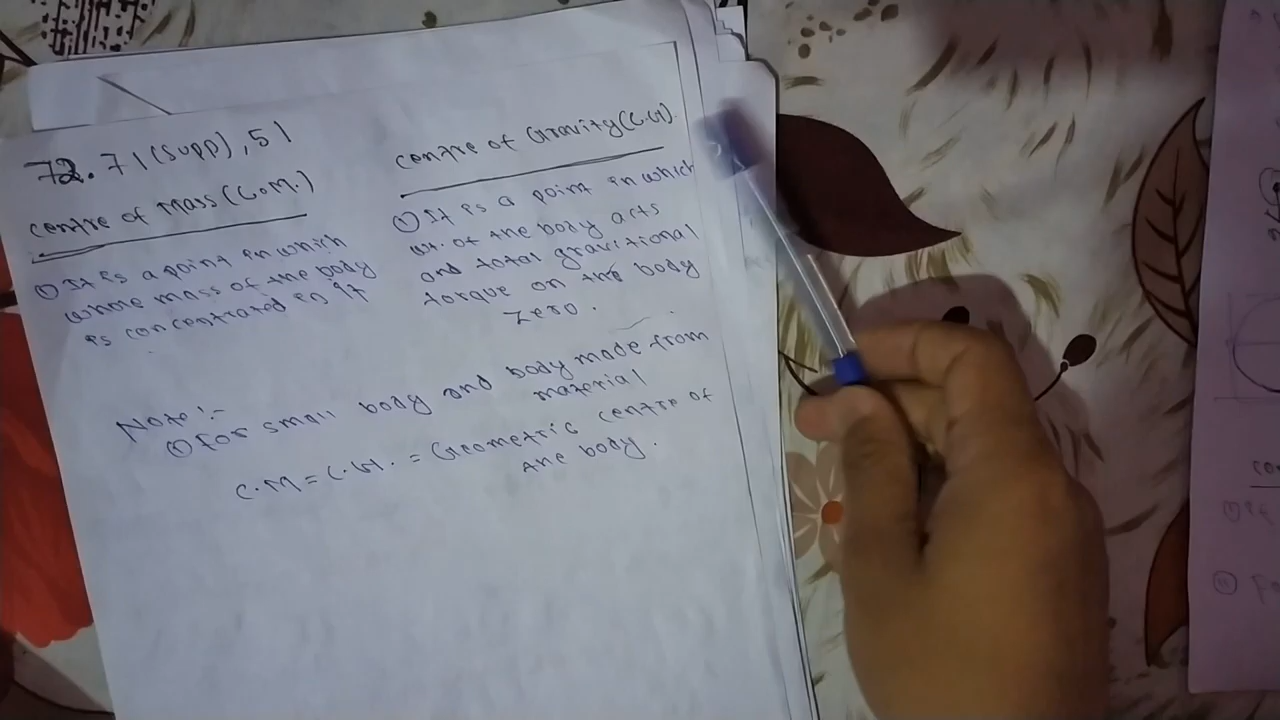 72. 71(Supp), 51
Centre of Mass (C.O.M.)
① It is a point in which
whole mass of the body
is concentrated in it
Centre of Gravity (C.G).
① It is a point in which
wt. of the body acts
and total gravitional
torque on the body
zero.
Note:-
① For small body and body made from
material
C.M = C.G. = Geometric centre of
the body.